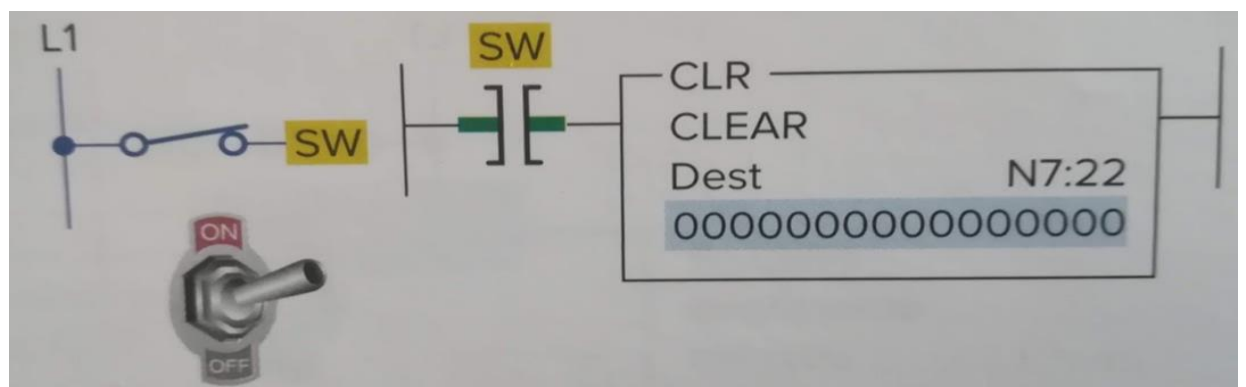 L1
SW
SW
CLR
CLEAR
Dest N7:22
0000000000000000
ON
OFF